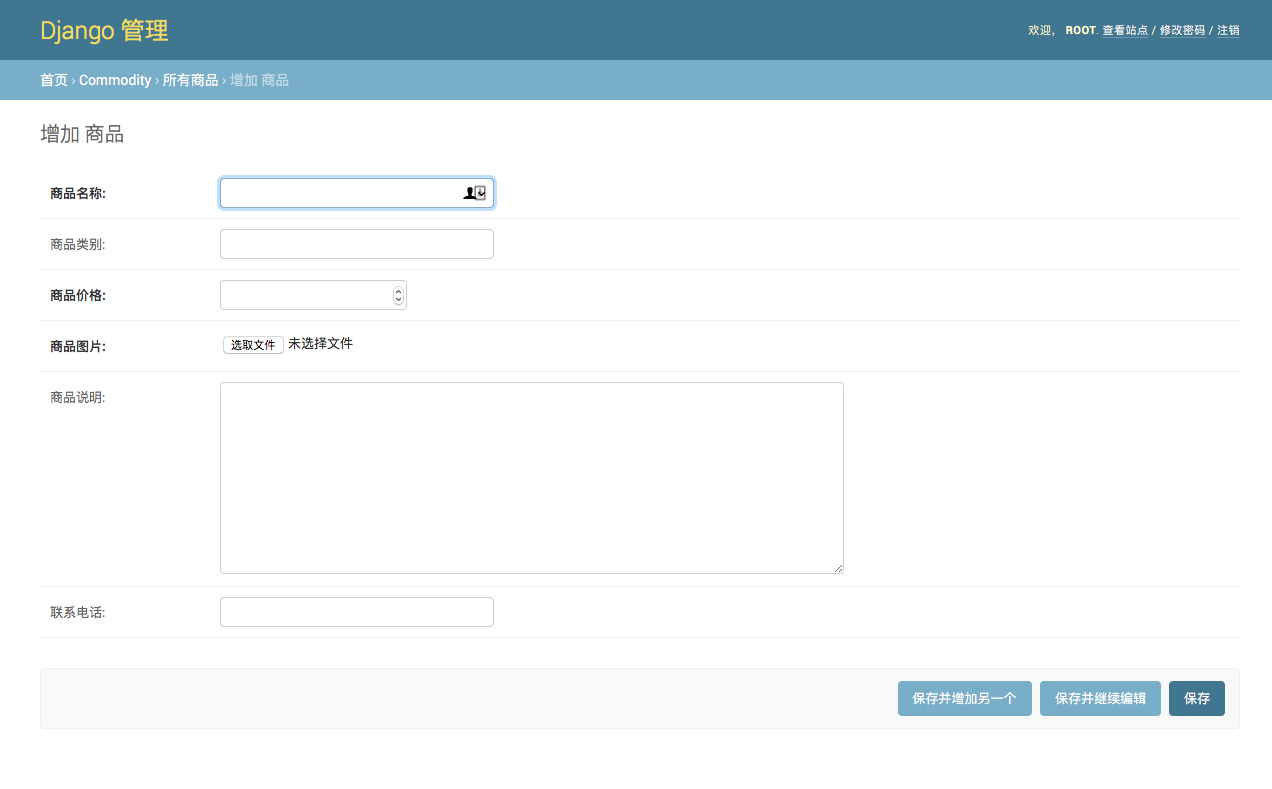 Django 管理
欢迎， ROOT. 查看站点 / 修改密码 / 注销
首页 › Commodity › 所有商品 › 增加 商品
增加 商品
商品名称:
商品类别:
商品价格:
商品图片: 选取文件 未选择文件
商品说明:
联系电话:
保存并增加另一个 保存并继续编辑 保存